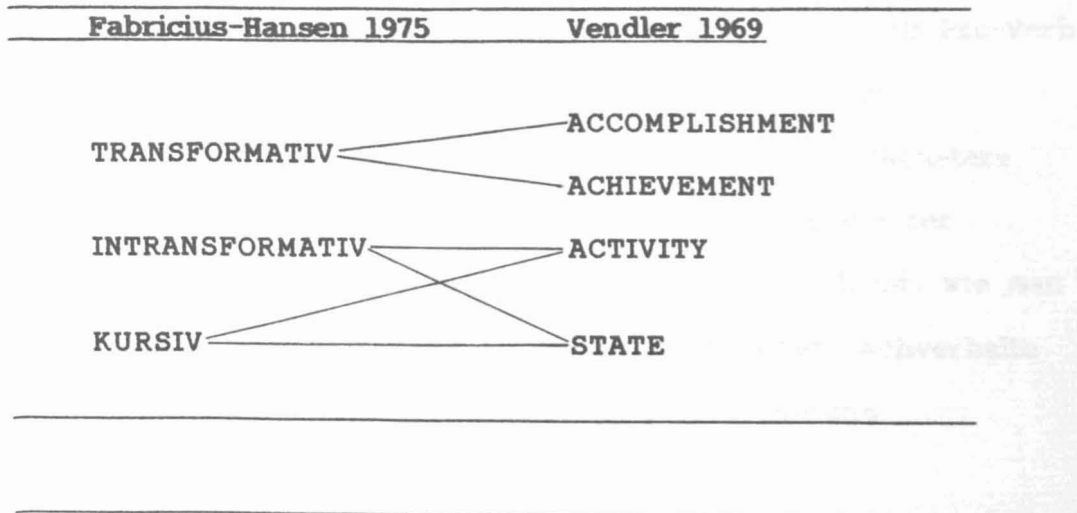 Fabricius-Hansen 1975 Vendler 1969
ACCOMPLISHMENT
TRANSFORMATIV
ACHIEVEMENT
INTRANSFORMATIV ACTIVITY
KURSIV STATE